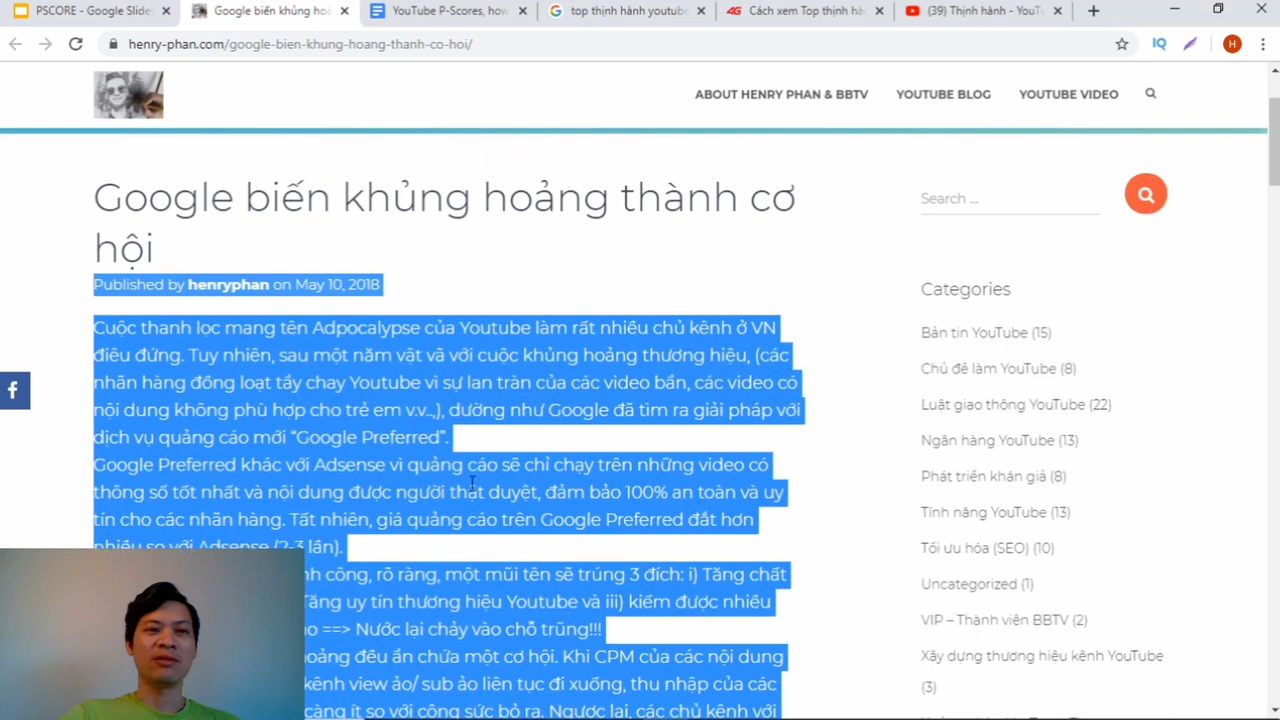 PSCORE - Google Slide
Google biến khủng hoả
YouTube P-Scores, how
top thịnh hành youtube
Cách xem Top thịnh hà
(39) Thịnh hành - YouT
henry-phan.com/google-bien-khung-hoang-thanh-co-hoi/
IQ
H
ABOUT HENRY PHAN & BBTV
YOUTUBE BLOG
YOUTUBE VIDEO
Google biến khủng hoảng thành cơ
hội
Published by henryphan on May 10, 2018
Cuộc thanh lọc mang tên Adpocalypse của Youtube làm rất nhiều chủ kênh ở VN
điêu đứng. Tuy nhiên, sau một năm vật vã với cuộc khủng hoảng thương hiệu, (các
nhãn hàng đồng loạt tẩy chay Youtube vì sự lan tràn của các video bẩn, các video có
nội dung không phù hợp cho trẻ em v.v..,), dường như Google đã tìm ra giải pháp với
dịch vụ quảng cáo mới “Google Preferred”.
Google Preferred khác với Adsense vì quảng cáo sẽ chỉ chạy trên những video có
thông số tốt nhất và nội dung được người thật duyệt, đảm bảo 100% an toàn và uy
tín cho các nhãn hàng. Tất nhiên, giá quảng cáo trên Google Preferred đắt hơn
nhiều so với Adsense (2-3 lần).
nh công, rõ ràng, một mũi tên sẽ trúng 3 đích: i) Tăng chất
Tăng uy tín thương hiệu Youtube và iii) kiếm được nhiều
o ==> Nước lại chảy vào chỗ trũng!!!
oảng đều ẩn chứa một cơ hội. Khi CPM của các nội dung
kênh view ảo/ sub ảo liên tục đi xuống, thu nhập của các
càng ít so với công sức bỏ ra. Ngược lại, các chủ kênh với
Search ...
Categories
Bản tin YouTube (15)
Chủ đề làm YouTube (8)
Luật giao thông YouTube (22)
Ngân hàng YouTube (13)
Phát triển khán giả (8)
Tính năng YouTube (13)
Tối ưu hóa (SEO) (10)
Uncategorized (1)
VIP – Thành viên BBTV (2)
Xây dựng thương hiệu kênh YouTube
(3)